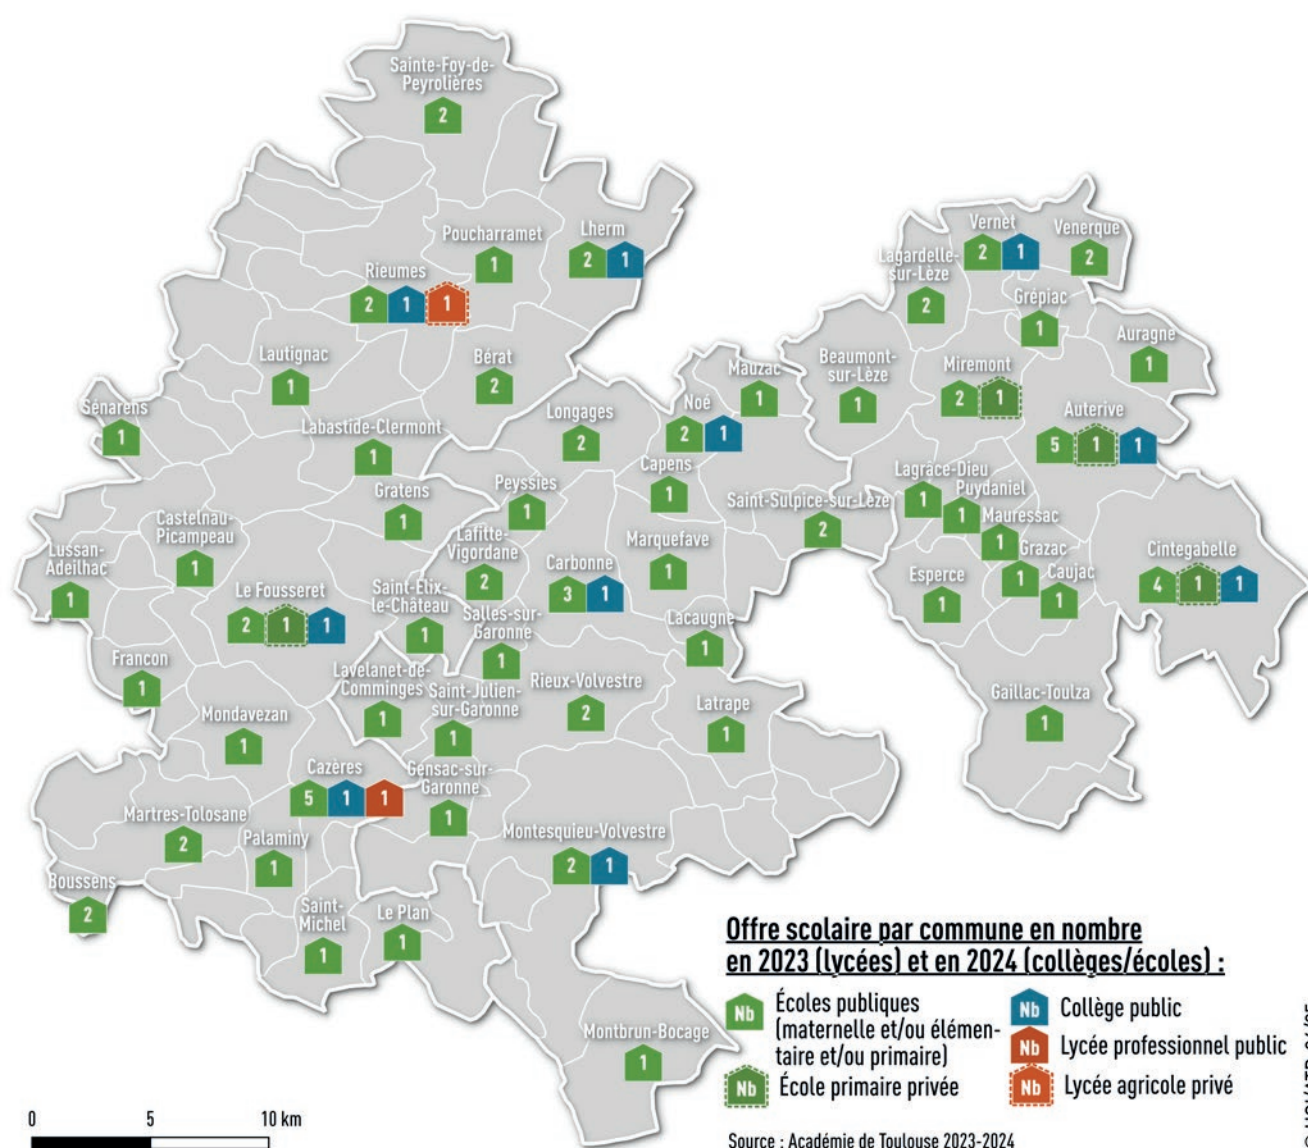 Sainte-Foy-de-
Peyrolières
2
Poucharramet
1
Lherm
2 1
Rieumes
2 1 1
Lautignac
1
Bérat
2
Sénarens
1
Labastide-Clermont
1
Longages
2
Noé
2 1
Mauzac
1
Capens
1
Gratens
1
Peyssies
1
Castelnau-
Picampeau
1
Lussan-
Adeilhac
1
Lafitte-
Vigordane
2
Carbonne
3 1
Marquefave
1
Saint-Sulpice-sur-Lèze
2
Le Fousseret
2 1 1
Saint-Élix-
le-Château
1
Salles-sur-
Garonne
1
Lacaugne
1
Francon
1
Lavelanet-de-
Comminges
1
Saint-Julien-
sur-Garonne
1
Rieux-Volvestre
2
Latrape
1
Mondavezan
1
Cazères
5 1 1
Gensac-sur-
Garonne
1
Martres-Tolosane
2
Palaminy
1
Montesquieu-Volvestre
2 1
Boussens
2
Saint-
Michel
1
Le Plan
1
Montbrun-Bocage
1
Vernet
2 1
Venerque
2
Lagardelle-
sur-Lèze
2
Grépiac
1
Auragne
1
Beaumont-
sur-Lèze
1
Miremont
2 1
Auterive
5 1 1
Lagrâce-Dieu
1
Puydaniel
1
Mauressac
1
Grazac
1
Caujac
1
Esperce
1
Cintegabelle
4 1 1
Gaillac-Toulza
1
Offre scolaire par commune en nombre
en 2023 (lycées) et en 2024 (collèges/écoles) :
Nb Écoles publiques
(maternelle et/ou élémen-
taire et/ou primaire)
Nb École primaire privée
Nb Collège public
Nb Lycée professionnel public
Nb Lycée agricole privé
Source : Académie de Toulouse 2023-2024
0 5 10 km